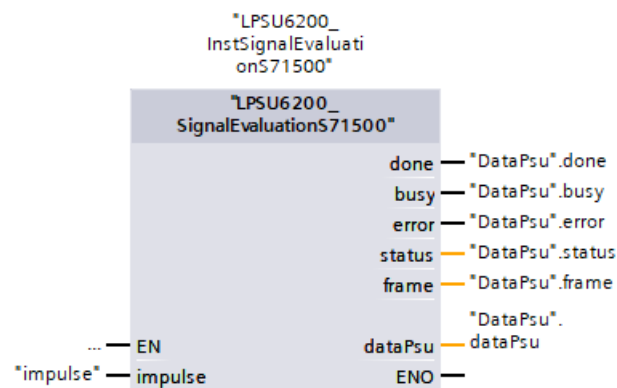 "LPSU6200_
InstSignalEvaluati
onS71500"
"LPSU6200_
SignalEvaluationS71500"
done "DataPsu".done
busy "DataPsu".busy
error "DataPsu".error
status "DataPsu".status
frame "DataPsu".frame
"DataPsu".
... EN dataPsu dataPsu
"impulse" impulse ENO